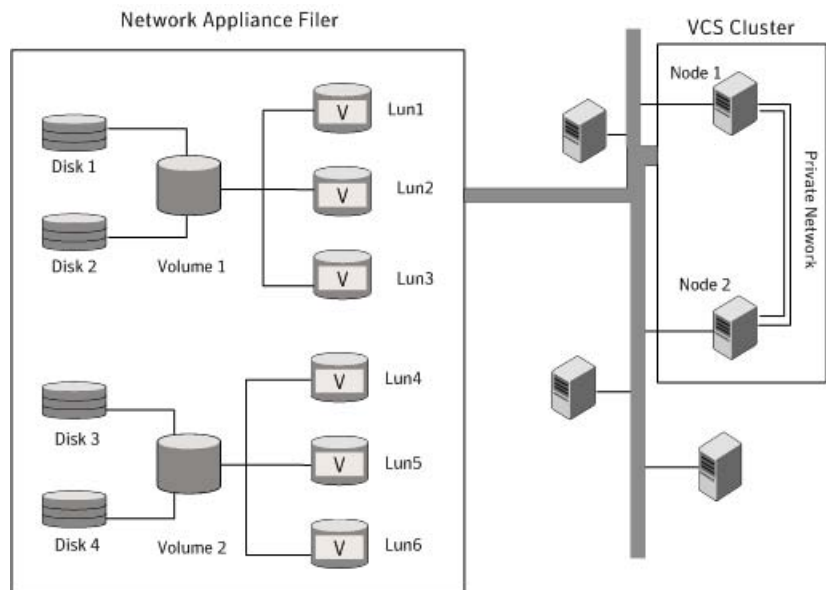 Network Appliance Filer
VCS Cluster
Node 1
Disk 1
Disk 2
Volume 1
V
Lun1
V
Lun2
V
Lun3
Private Network
Node 2
Disk 3
Disk 4
Volume 2
V
Lun4
V
Lun5
V
Lun6